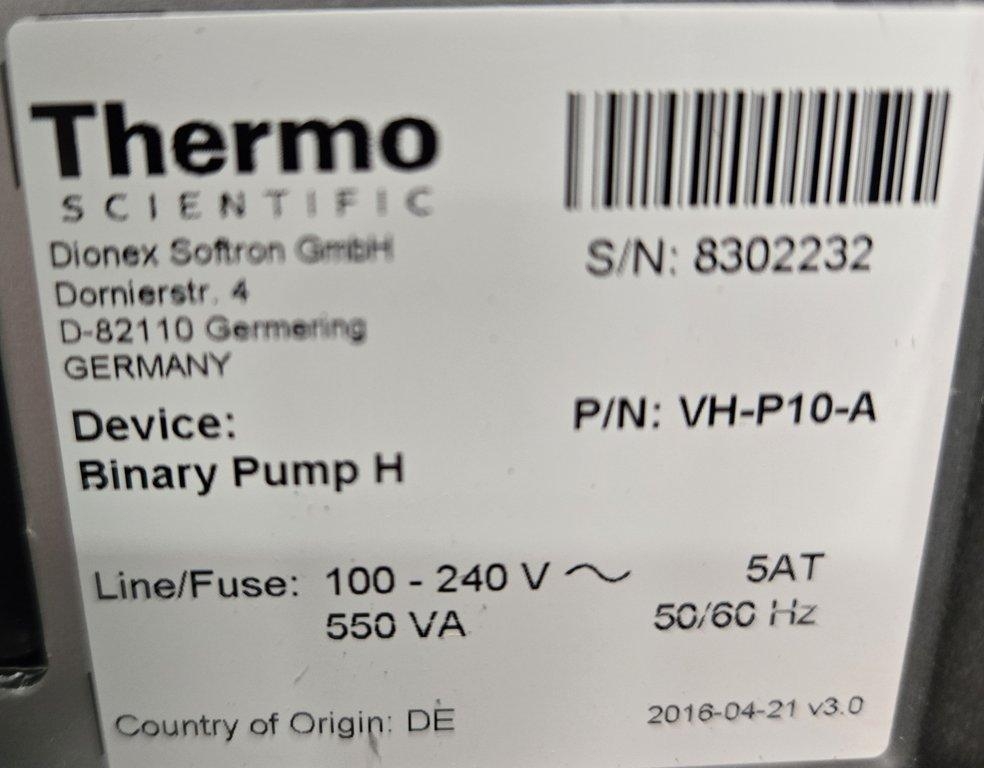 Thermo
SCIENTIFIC
Dionex Softron GmbH
Dornierstr. 4
D-82110 Germering
GERMANY
S/N: 8302232
P/N: VH-P10-A
Device:
Binary Pump H
Line/Fuse: 100 - 240 V ~ 5AT
550 VA 50/60 Hz
Country of Origin: DE 2016-04-21 v3.0